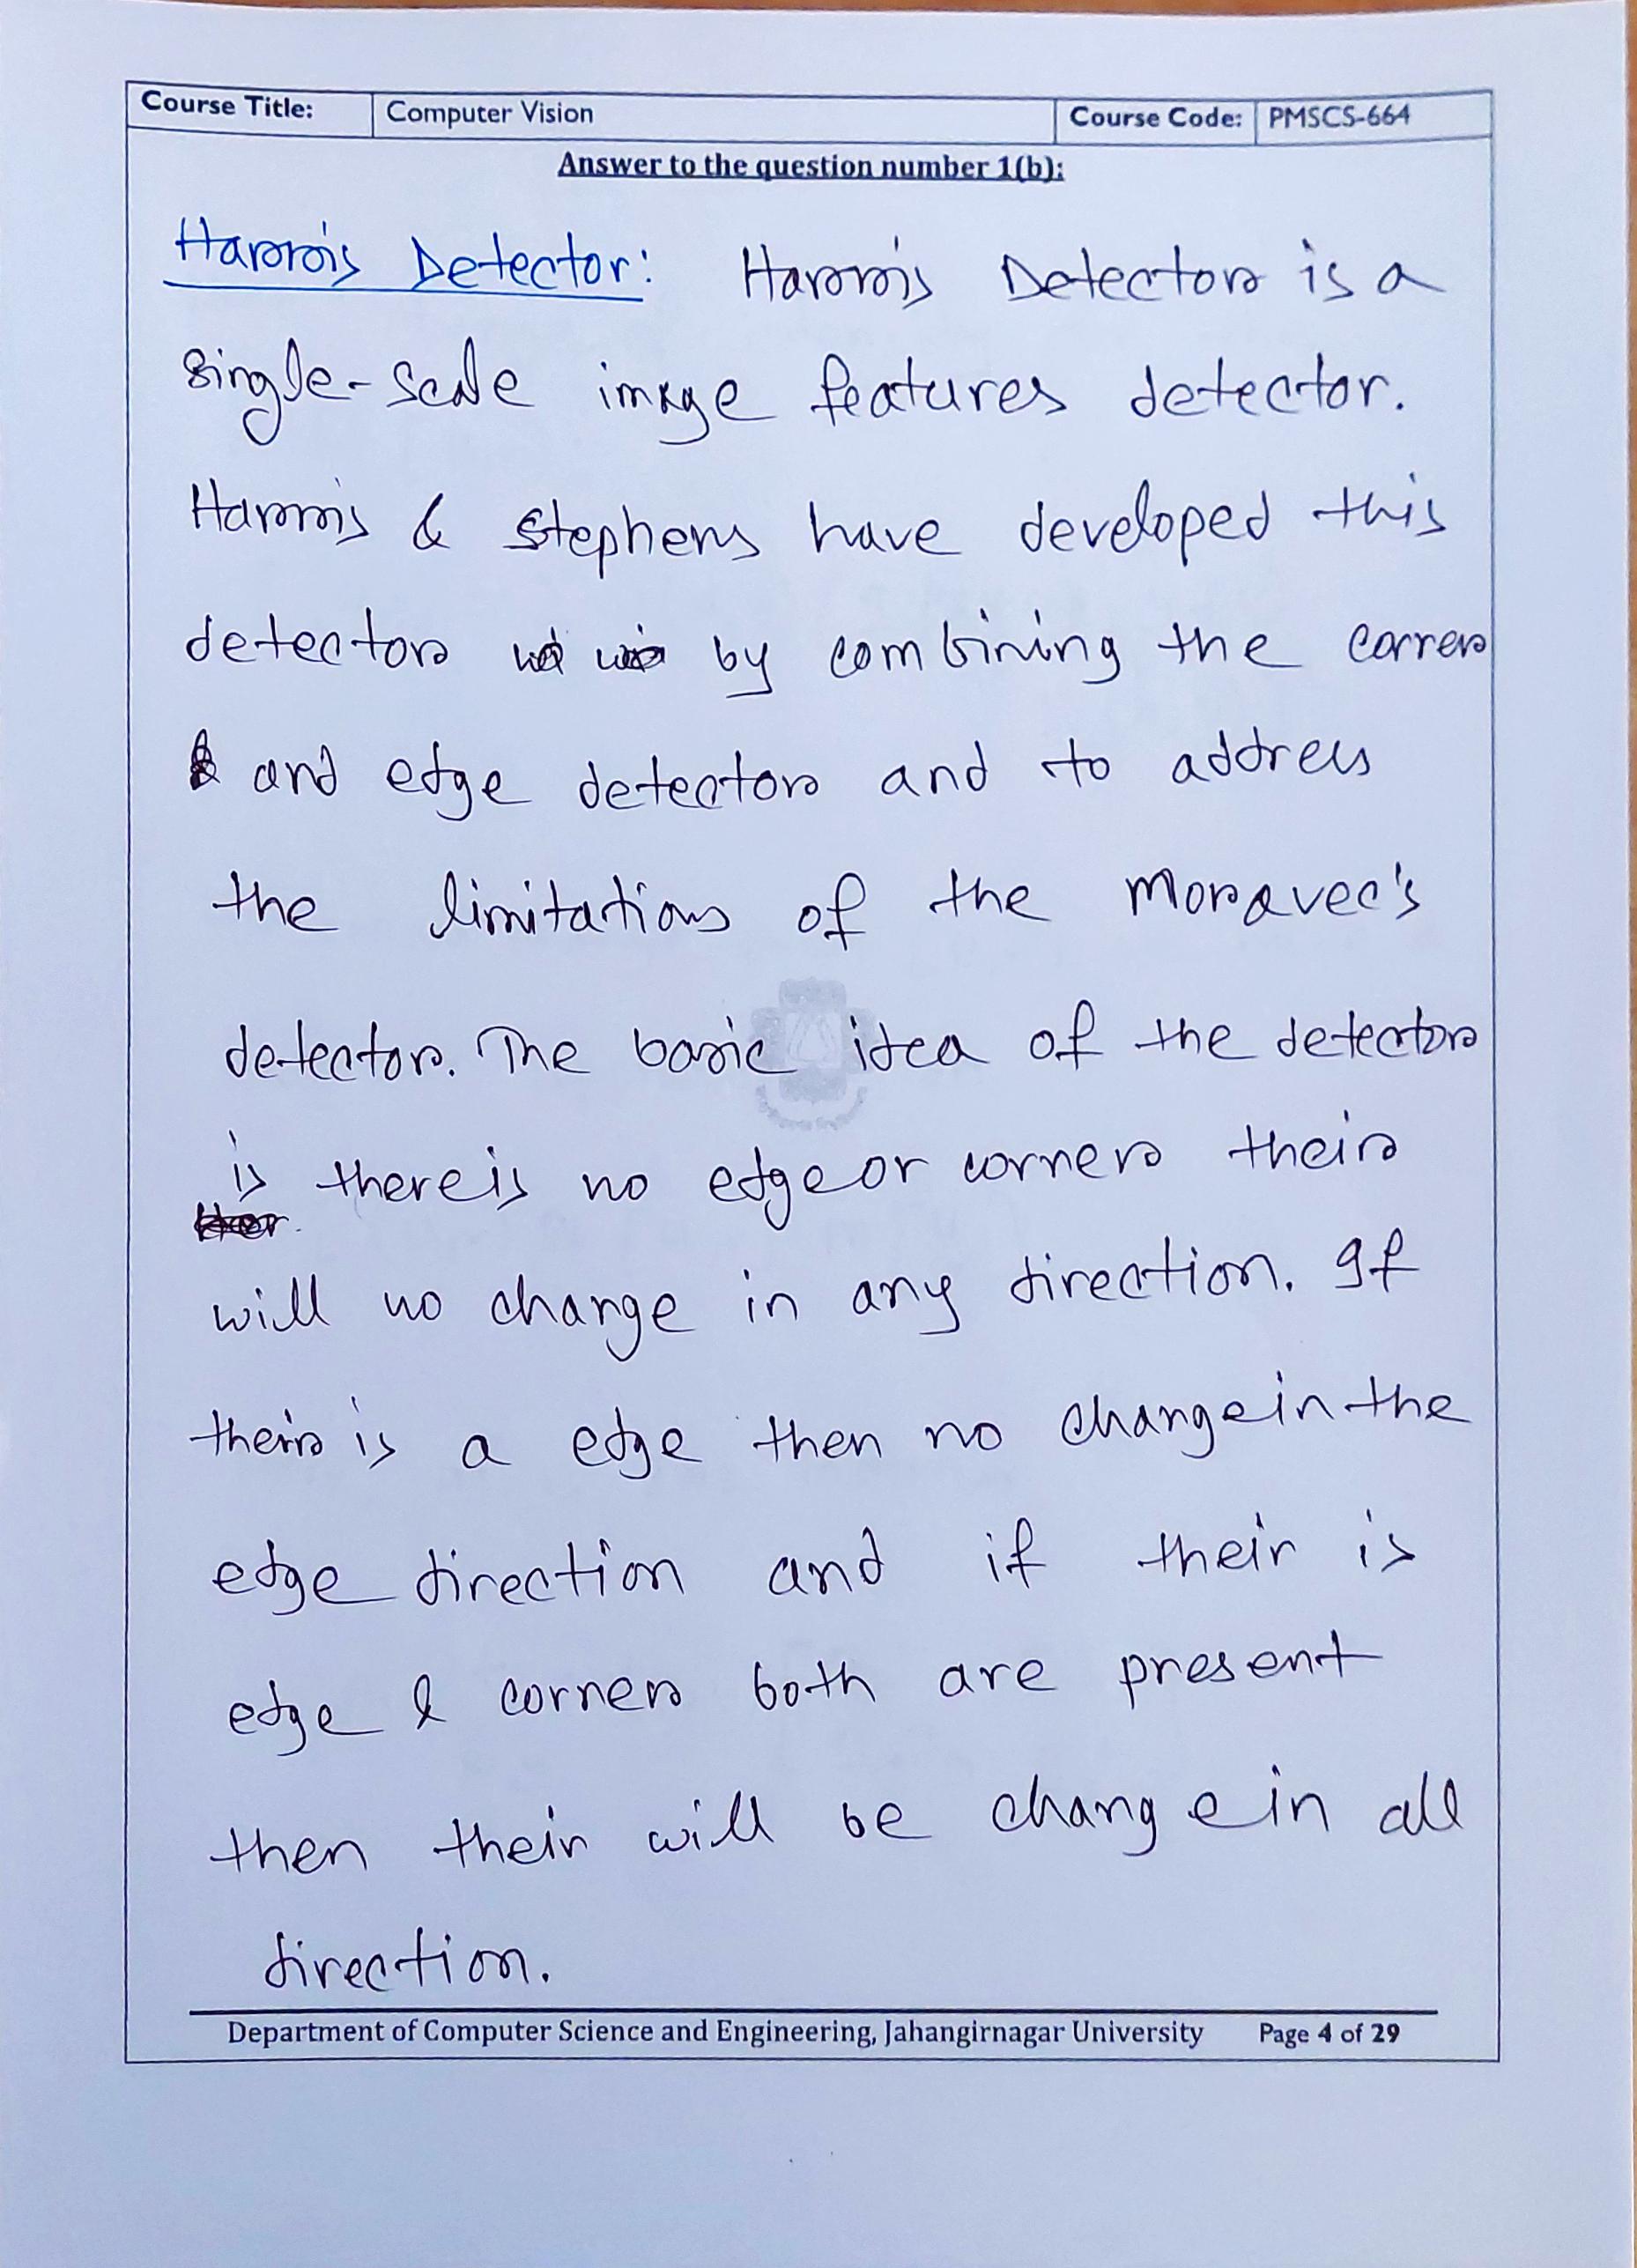 Course Title: Computer Vision Course Code: PMSCS-664
Answer to the question number 1(b):
Harris Detector: Harris Detector is a
single-scale image features detector.
Harris & Stephens have developed this
detector by combining the corner
and edge detector and to address
the limitations of the Moravec's
detector. The basic idea of the detector
is there is no edge or corner their
will no change in any direction. If
their is a edge then no change in the
edge direction and if their is
edge & corner both are present
then their will be change in all
direction.
Department of Computer Science and Engineering, Jahangirnagar University Page 4 of 29